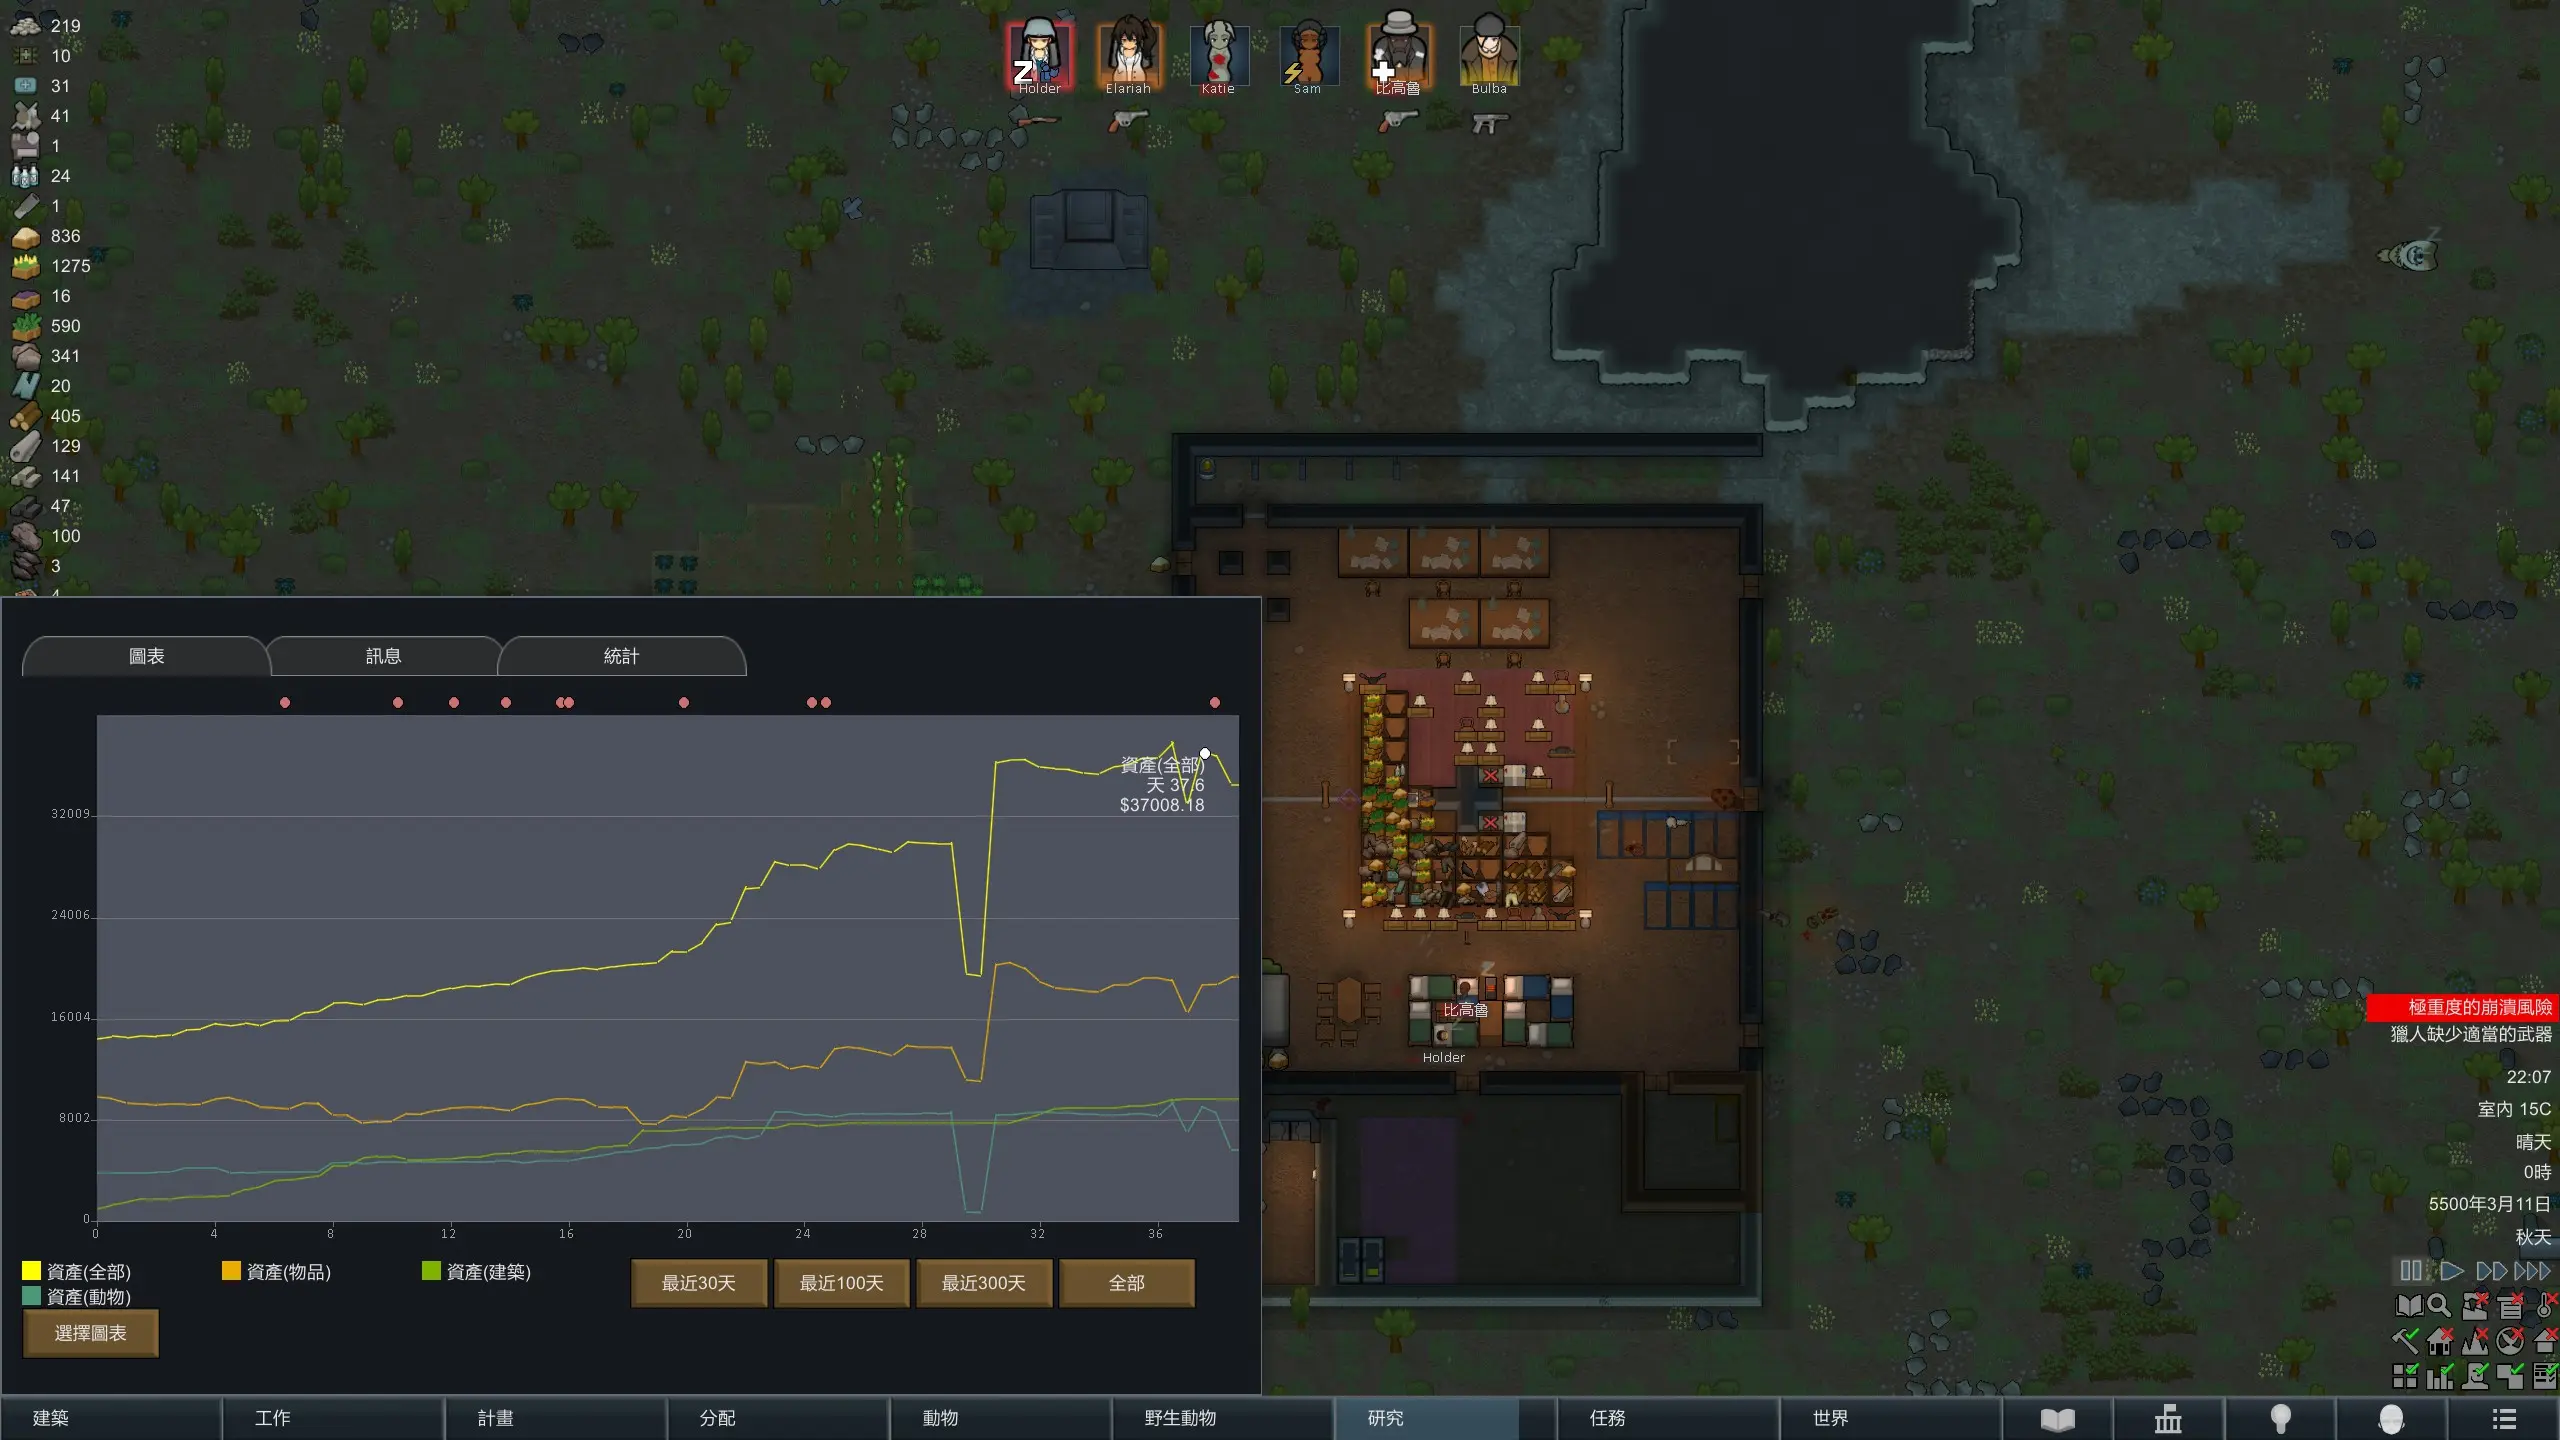 219
10
31
41
1
24
1
836
1275
16
590
341
20
405
129
141
47
100
3
4
Holder
Elariah
Katie
Sam
比高魯
Bulba
圖表
訊息
統計
資產(全部)
天 37.6
$37008.18
32009
24006
16004
8002
0
0 4 8 12 16 20 24 28 32 36
資產(全部)
資產(物品)
資產(建築)
資產(動物)
最近30天
最近100天
最近300天
全部
選擇圖表
比高魯
Holder
極重度的崩潰風險
獵人缺少適當的武器
22:07
室內 15C
晴天
0時
5500年3月11日
秋天
建築
工作
計畫
分配
動物
野生動物
研究
任務
世界